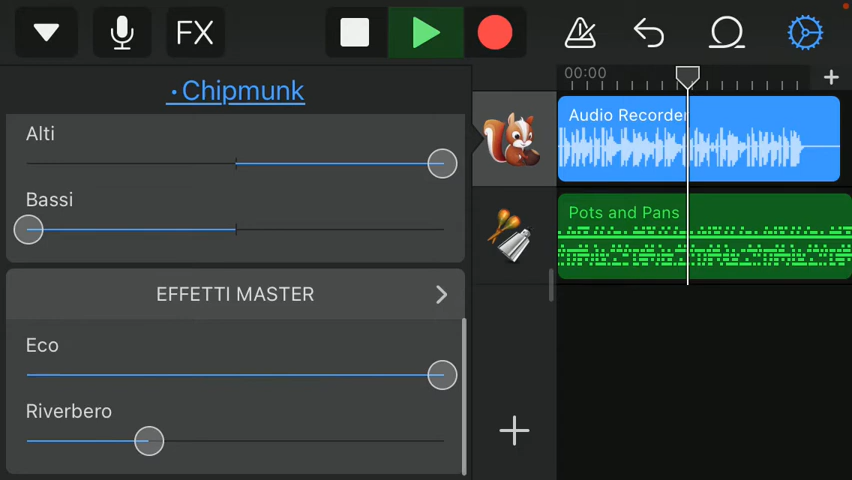 FX
· Chipmunk
00:00
Alti
Audio Recorder
Bassi
Pots and Pans
EFFETTI MASTER
Eco
Riverbero